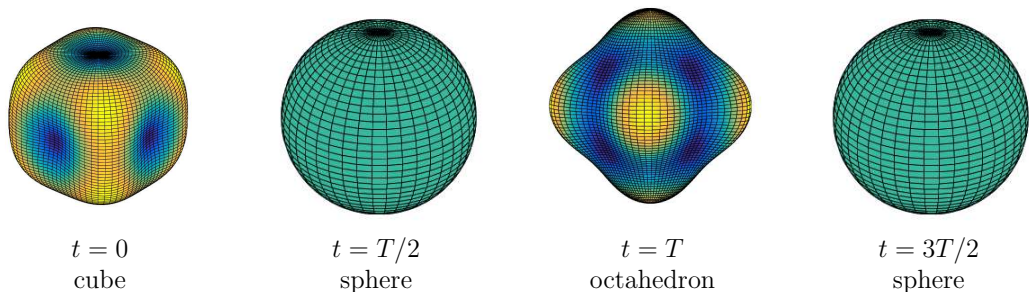 t = 0
cube
t = T/2
sphere
t = T
octahedron
t = 3T/2
sphere